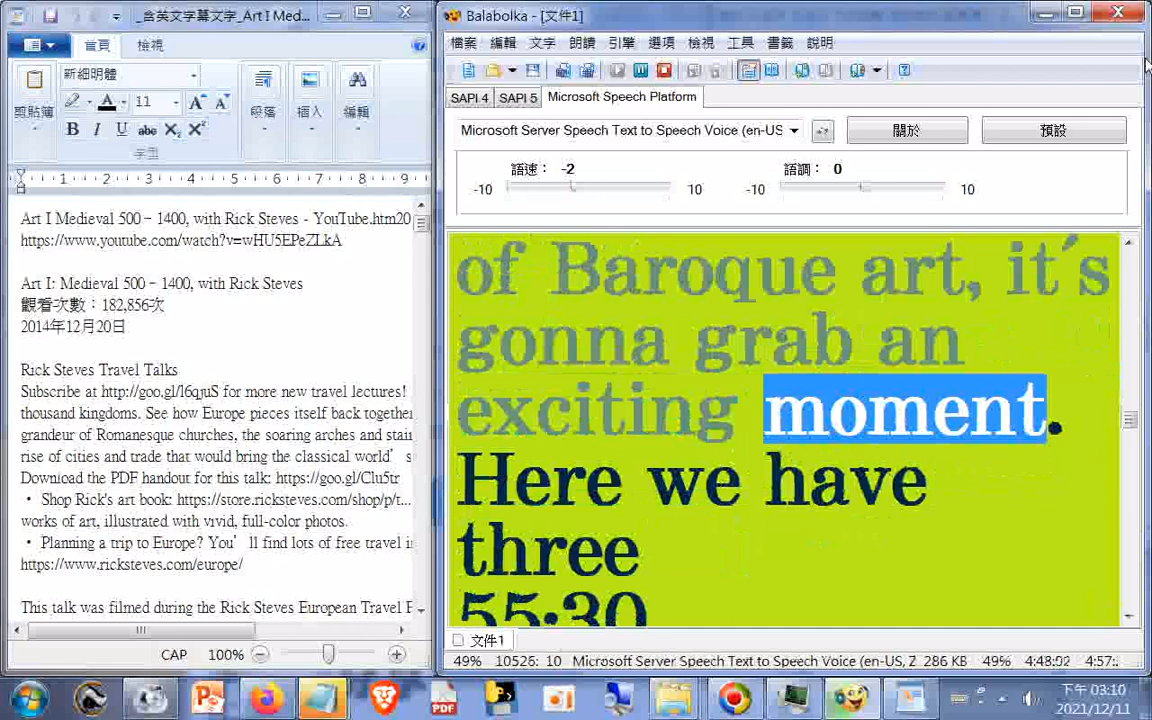 _含英文字幕文字_Art I Med...
首頁
檢視
剪貼簿
新細明體
11
字型
段落
插入
編輯
1 2 3 4 5 6 7 8 9
Art I Medieval 500 – 1400, with Rick Steves - YouTube.htm20
https://www.youtube.com/watch?v=wHU5EPeZLkA
Art I: Medieval 500 – 1400, with Rick Steves
觀看次數：182,856次
2014年12月20日
Rick Steves Travel Talks
Subscribe at http://goo.gl/l6qjuS for more new travel lectures!
thousand kingdoms. See how Europe pieces itself back together
grandeur of Romanesque churches, the soaring arches and stai
rise of cities and trade that would bring the classical world's
Download the PDF handout for this talk: https://goo.gl/Clu5tr
• Shop Rick's art book: https://store.ricksteves.com/shop/p/t...
works of art, illustrated with vivid, full-color photos.
• Planning a trip to Europe? You'll find lots of free travel i
https://www.ricksteves.com/europe/
This talk was filmed during the Rick Steves European Travel F
CAP 100%
Balabolka - [文件1]
檔案 編輯 文字 朗讀 引擎 選項 檢視 工具 書籤 說明
SAPI 4 SAPI 5 Microsoft Speech Platform
Microsoft Server Speech Text to Speech Voice (en-US
關於
預設
語速： -2
語調： 0
-10 10 -10 10
of Baroque art, it's
gonna grab an
exciting moment.
Here we have
three
55:30
文件1
49% 10526: 10 Microsoft Server Speech Text to Speech Voice (en-US, Z 286 KB 49% 4:48:02 4:57:
下午 03:10
2021/12/11